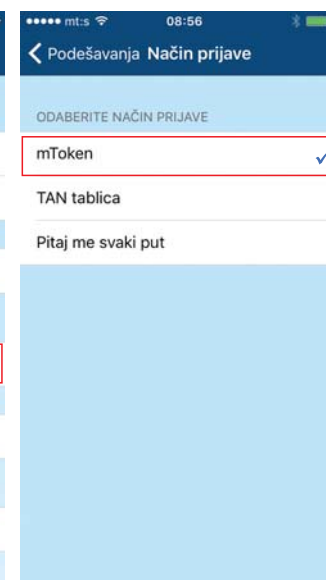 mt:s 08:56
Podešavanja Način prijave
ODABERITE NAČIN PRIJAVE
mToken
TAN tablica
Pitaj me svaki put